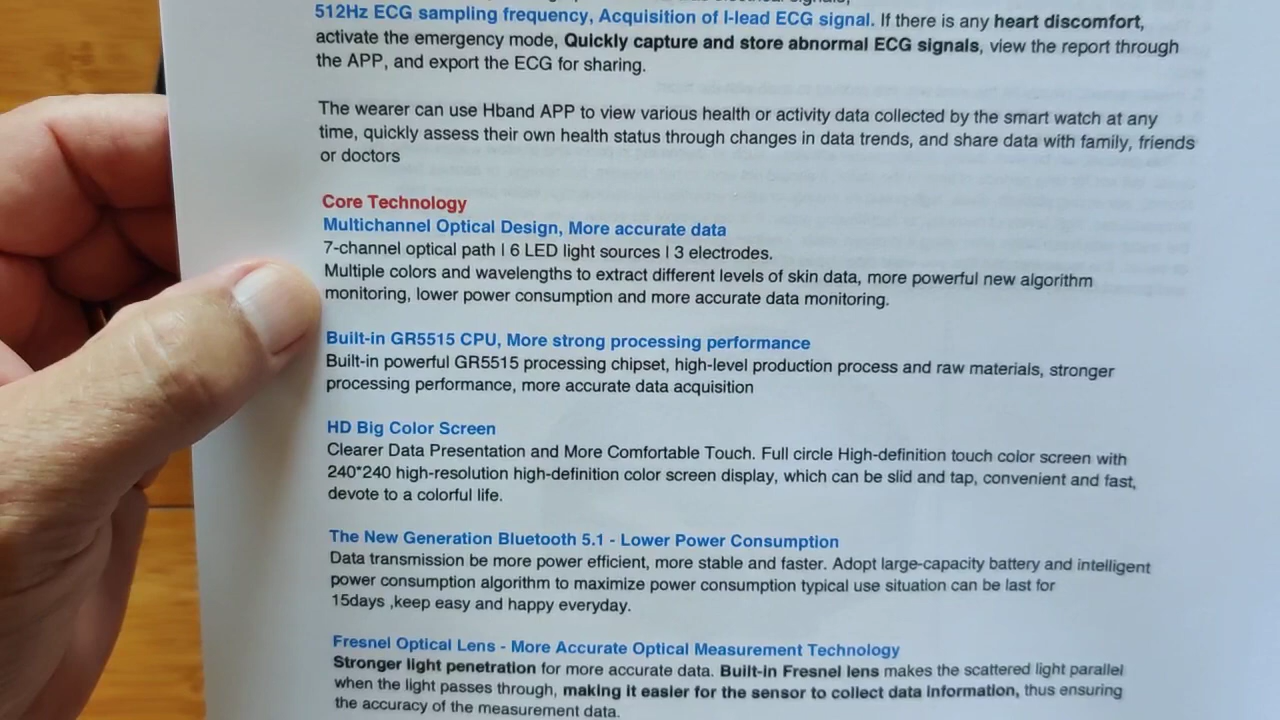 512Hz ECG sampling frequency, Acquisition of I-lead ECG signal. If there is any heart discomfort,
activate the emergency mode, Quickly capture and store abnormal ECG signals, view the report through
the APP, and export the ECG for sharing.
The wearer can use Hband APP to view various health or activity data collected by the smart watch at any
time, quickly assess their own health status through changes in data trends, and share data with family, friends
or doctors
Core Technology
Multichannel Optical Design, More accurate data
7-channel optical path l 6 LED light sources l 3 electrodes.
Multiple colors and wavelengths to extract different levels of skin data, more powerful new algorithm
monitoring, lower power consumption and more accurate data monitoring.
Built-in GR5515 CPU, More strong processing performance
Built-in powerful GR5515 processing chipset, high-level production process and raw materials, stronger
processing performance, more accurate data acquisition
HD Big Color Screen
Clearer Data Presentation and More Comfortable Touch. Full circle High-definition touch color screen with
240*240 high-resolution high-definition color screen display, which can be slid and tap, convenient and fast,
devote to a colorful life.
The New Generation Bluetooth 5.1 - Lower Power Consumption
Data transmission be more power efficient, more stable and faster. Adopt large-capacity battery and intelligent
power consumption algorithm to maximize power consumption typical use situation can be last for
15days ,keep easy and happy everyday.
Fresnel Optical Lens - More Accurate Optical Measurement Technology
Stronger light penetration for more accurate data. Built-in Fresnel lens makes the scattered light parallel
when the light passes through, making it easier for the sensor to collect data information, thus ensuring
the accuracy of the measurement data.